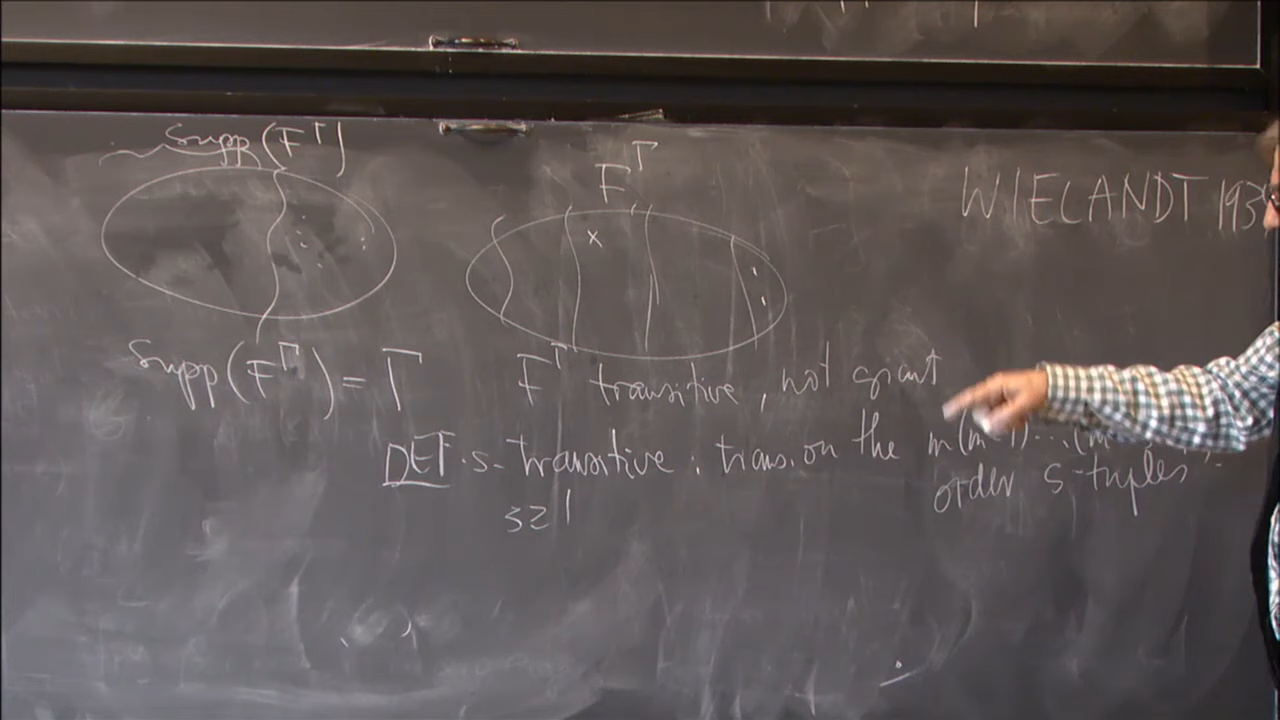 Supp(F^Γ)
F^Γ
x
WIELANDT 193
Supp(F^Γ) = Γ
F^Γ transitive, not giant
DEF. s-transitive : trans. on the m(m-1)...(m
order s-tuples
s≥1